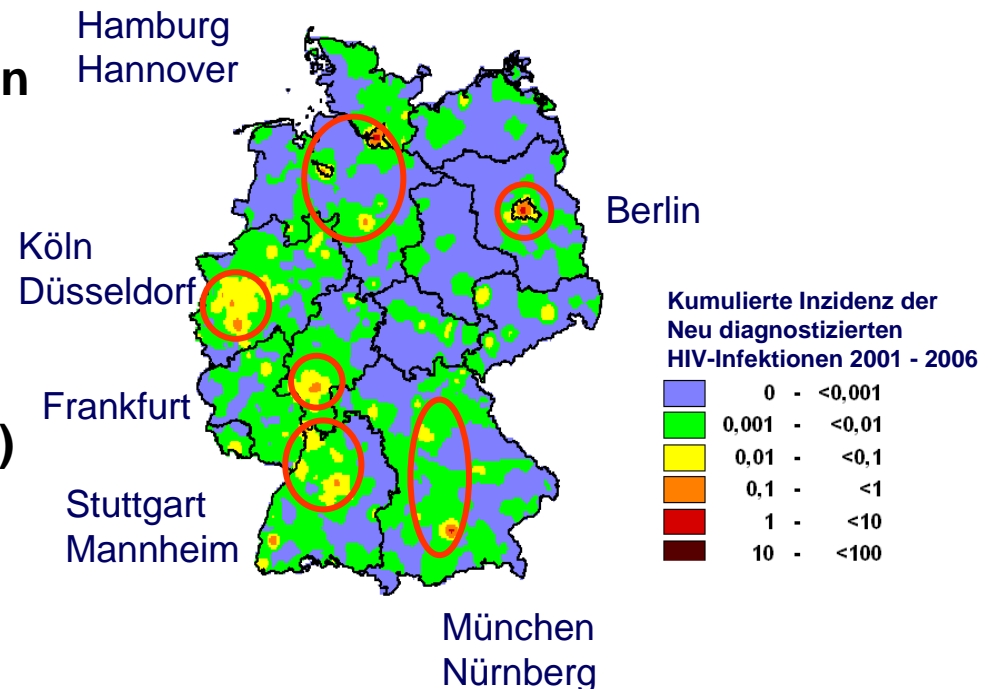 Hamburg
Hannover
n
Berlin
Köln
Düsseldorf
Kumulierte Inzidenz der
Neu diagnostizierten
HIV-Infektionen 2001 - 2006
0 - <0,001
0,001 - <0,01
0,01 - <0,1
0,1 - <1
1 - <10
10 - <100
Frankfurt
)
Stuttgart
Mannheim
München
Nürnberg